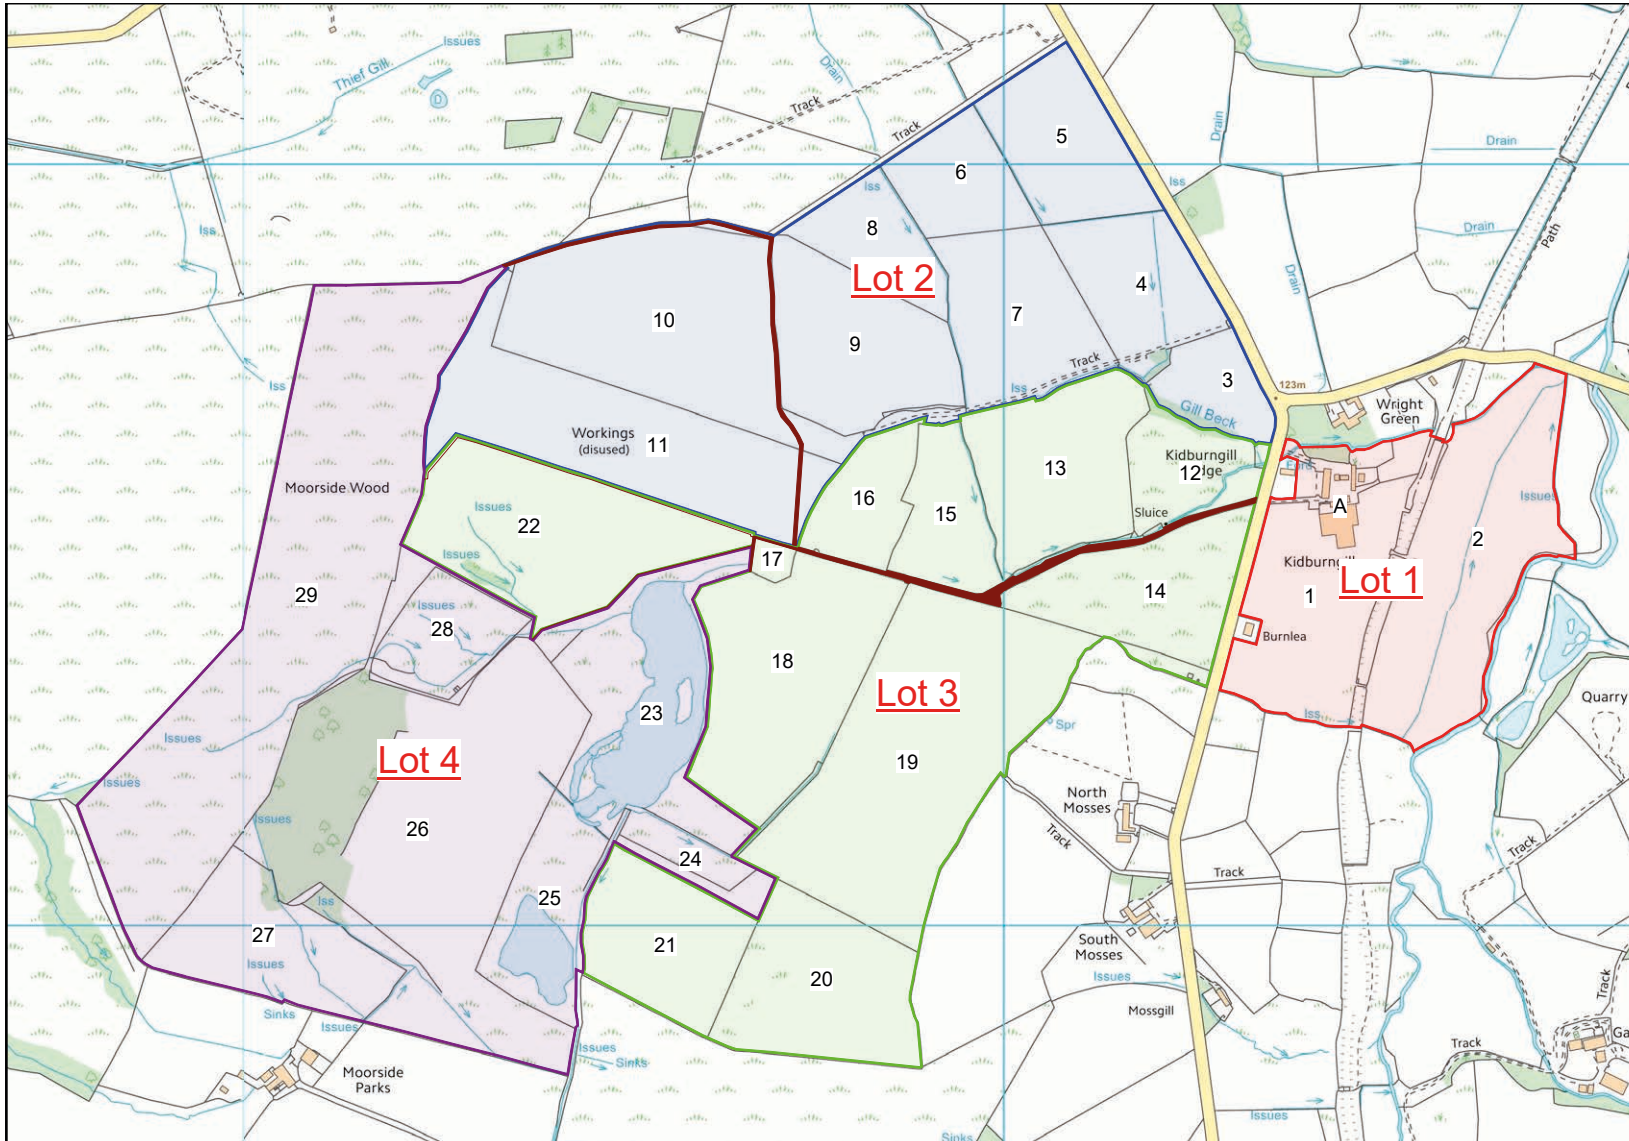 Issues
Thief Gill
D
Drain
Track
Track
5
Drain
Drain
6
Iss
Iss
8
Iss
Drain
Path
Lot 2
4
Drain
10
7
9
Track
123m
3
Iss
Iss
Gill Beck
Wright
Green
Workings
(disused)
11
13
Kidburngill
12
Ford
Moorside Wood
16
Issues
A
Issues
22
15
Sluice
2
Issues
17
Kidburngill
Lot 1
29
14
1
Issues
28
Burnlea
18
Lot 3
Quarry
23
Iss
Spr
Issues
Lot 4
19
Issues
North
Mosses
Issues
26
Track
Track
24
Track
25
Iss
27
21
South
Mosses
Issues
20
Issues
Sinks
Issues
Mossgill
Track
Issues
Sinks
Track
Ga
Moorside
Parks
Issues
Sinks